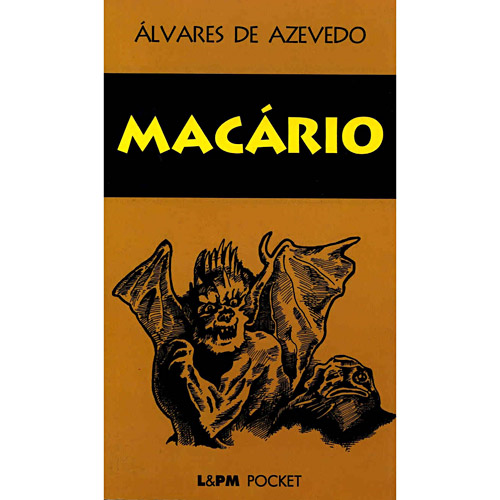 ÁLVARES DE AZEVEDO
MACÁRIO
L&PM POCKET